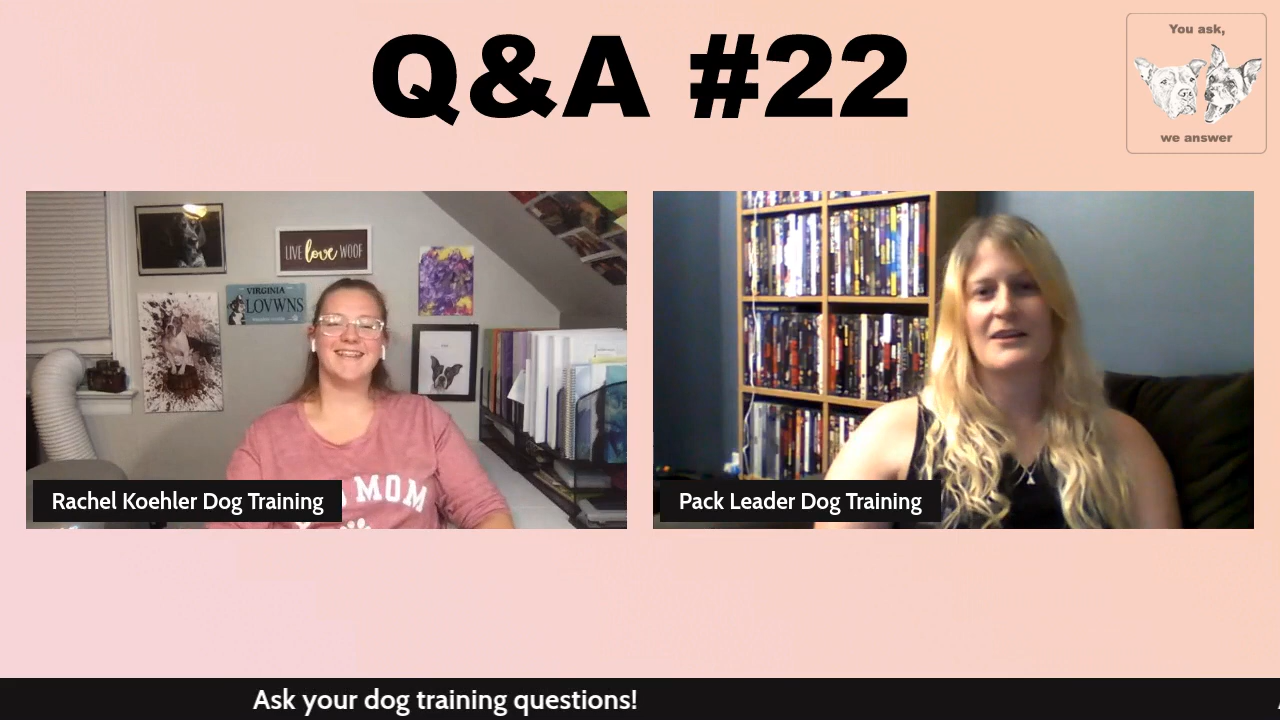 Q&A #22
You ask,
we answer
LIVE love WOOF
VIRGINIA
LOVWNS
MOM
Rachel Koehler Dog Training
Pack Leader Dog Training
Ask your dog training questions!